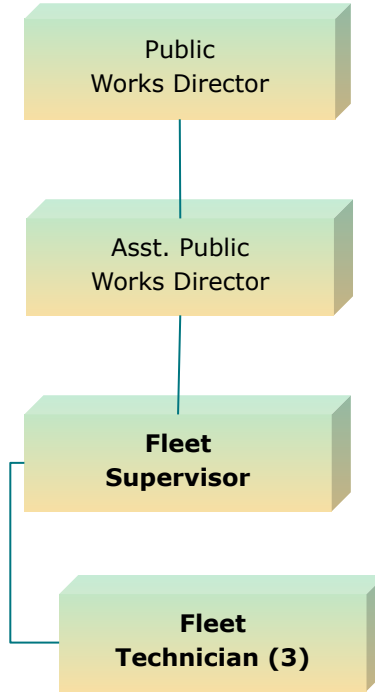 Public
Works Director
Asst. Public
Works Director
Fleet
Supervisor
Fleet
Technician (3)